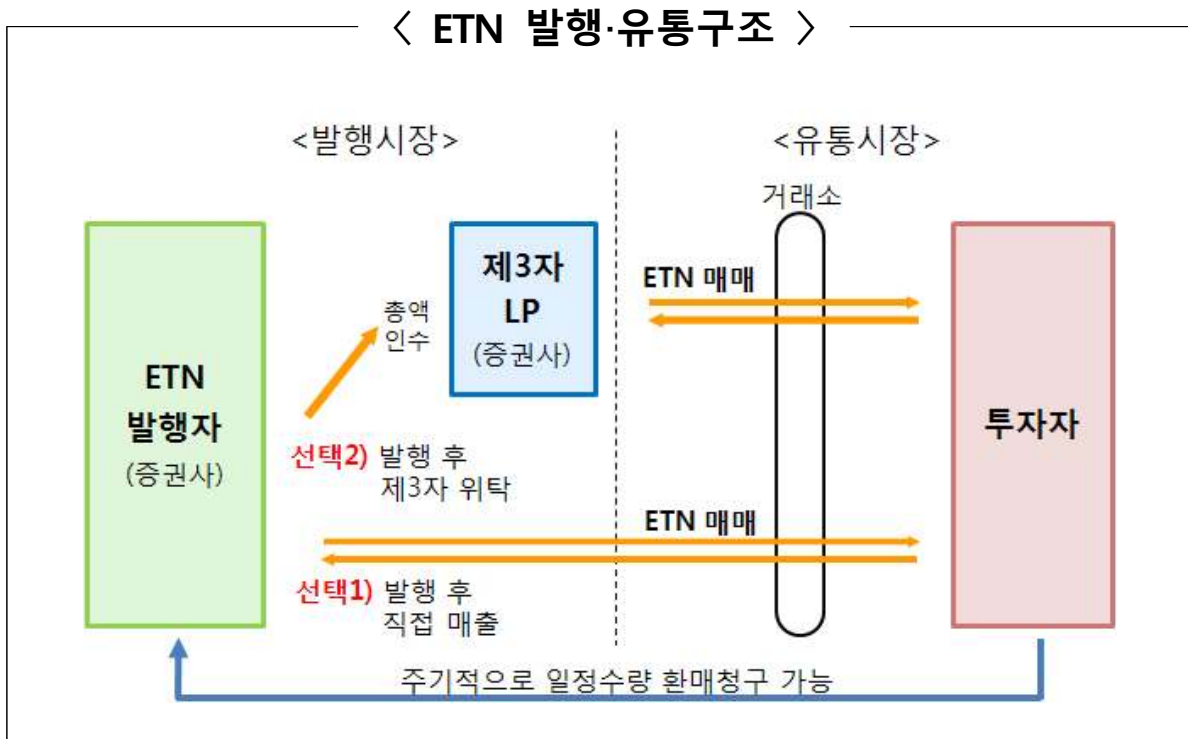 〈 ETN 발행·유통구조 〉
<발행시장>
<유통시장>
거래소
ETN
발행자
(증권사)
총액
인수
제3자
LP
(증권사)
ETN 매매
투자자
선택2) 발행 후
제3자 위탁
ETN 매매
선택1) 발행 후
직접 매출
주기적으로 일정수량 환매청구 가능